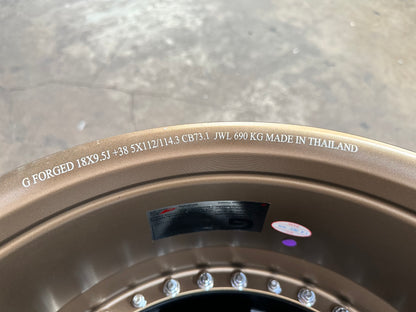 G FORGED 18X9.5J +38 5X112/114.3 CB73.1 JWL 690 KG MADE IN THAILAND